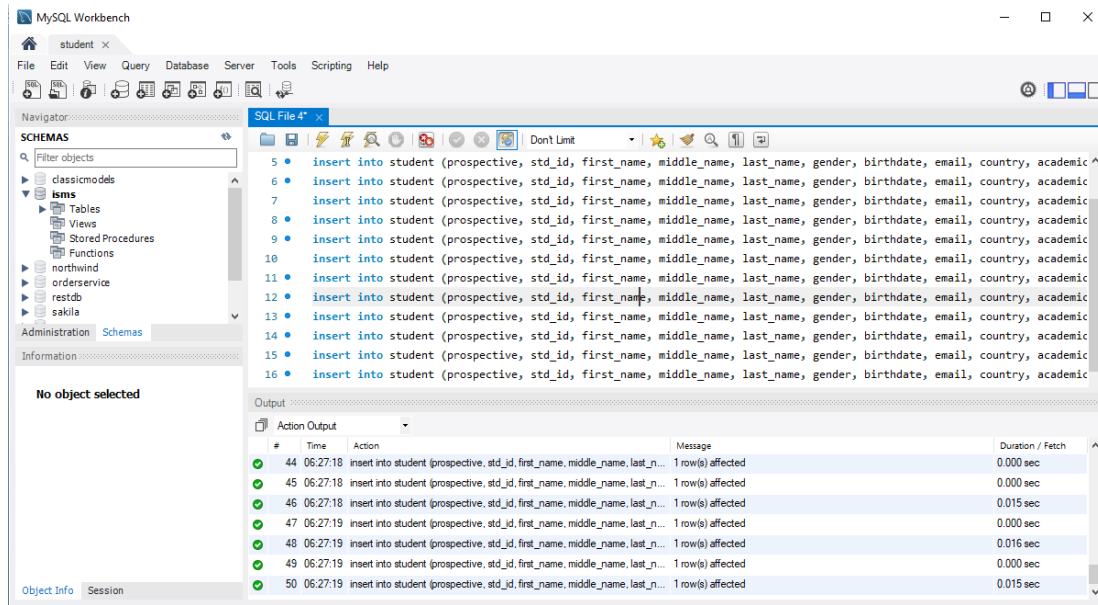 MySQL Workbench
student ×
File Edit View Query Database Server Tools Scripting Help
Navigator
SCHEMAS
Filter objects
classicmodels
isms
Tables
Views
Stored Procedures
Functions
northwind
orderservice
restdb
sakila
Administration Schemas
Information
No object selected
Object Info Session
SQL File 4* ×
Don't Limit
5 insert into student (prospective, std_id, first_name, middle_name, last_name, gender, birthdate, email, country, academic
6 insert into student (prospective, std_id, first_name, middle_name, last_name, gender, birthdate, email, country, academic
7 insert into student (prospective, std_id, first_name, middle_name, last_name, gender, birthdate, email, country, academic
8 insert into student (prospective, std_id, first_name, middle_name, last_name, gender, birthdate, email, country, academic
9 insert into student (prospective, std_id, first_name, middle_name, last_name, gender, birthdate, email, country, academic
10 insert into student (prospective, std_id, first_name, middle_name, last_name, gender, birthdate, email, country, academic
11 insert into student (prospective, std_id, first_name, middle_name, last_name, gender, birthdate, email, country, academic
12 insert into student (prospective, std_id, first_name, middle_name, last_name, gender, birthdate, email, country, academic
13 insert into student (prospective, std_id, first_name, middle_name, last_name, gender, birthdate, email, country, academic
14 insert into student (prospective, std_id, first_name, middle_name, last_name, gender, birthdate, email, country, academic
15 insert into student (prospective, std_id, first_name, middle_name, last_name, gender, birthdate, email, country, academic
16 insert into student (prospective, std_id, first_name, middle_name, last_name, gender, birthdate, email, country, academic
Output
Action Output
# Time Action Message Duration / Fetch
44 06:27:18 insert into student (prospective, std_id, first_name, middle_name, last_n... 1 row(s) affected 0.000 sec
45 06:27:18 insert into student (prospective, std_id, first_name, middle_name, last_n... 1 row(s) affected 0.000 sec
46 06:27:18 insert into student (prospective, std_id, first_name, middle_name, last_n... 1 row(s) affected 0.015 sec
47 06:27:19 insert into student (prospective, std_id, first_name, middle_name, last_n... 1 row(s) affected 0.000 sec
48 06:27:19 insert into student (prospective, std_id, first_name, middle_name, last_n... 1 row(s) affected 0.016 sec
49 06:27:19 insert into student (prospective, std_id, first_name, middle_name, last_n... 1 row(s) affected 0.000 sec
50 06:27:19 insert into student (prospective, std_id, first_name, middle_name, last_n... 1 row(s) affected 0.015 sec